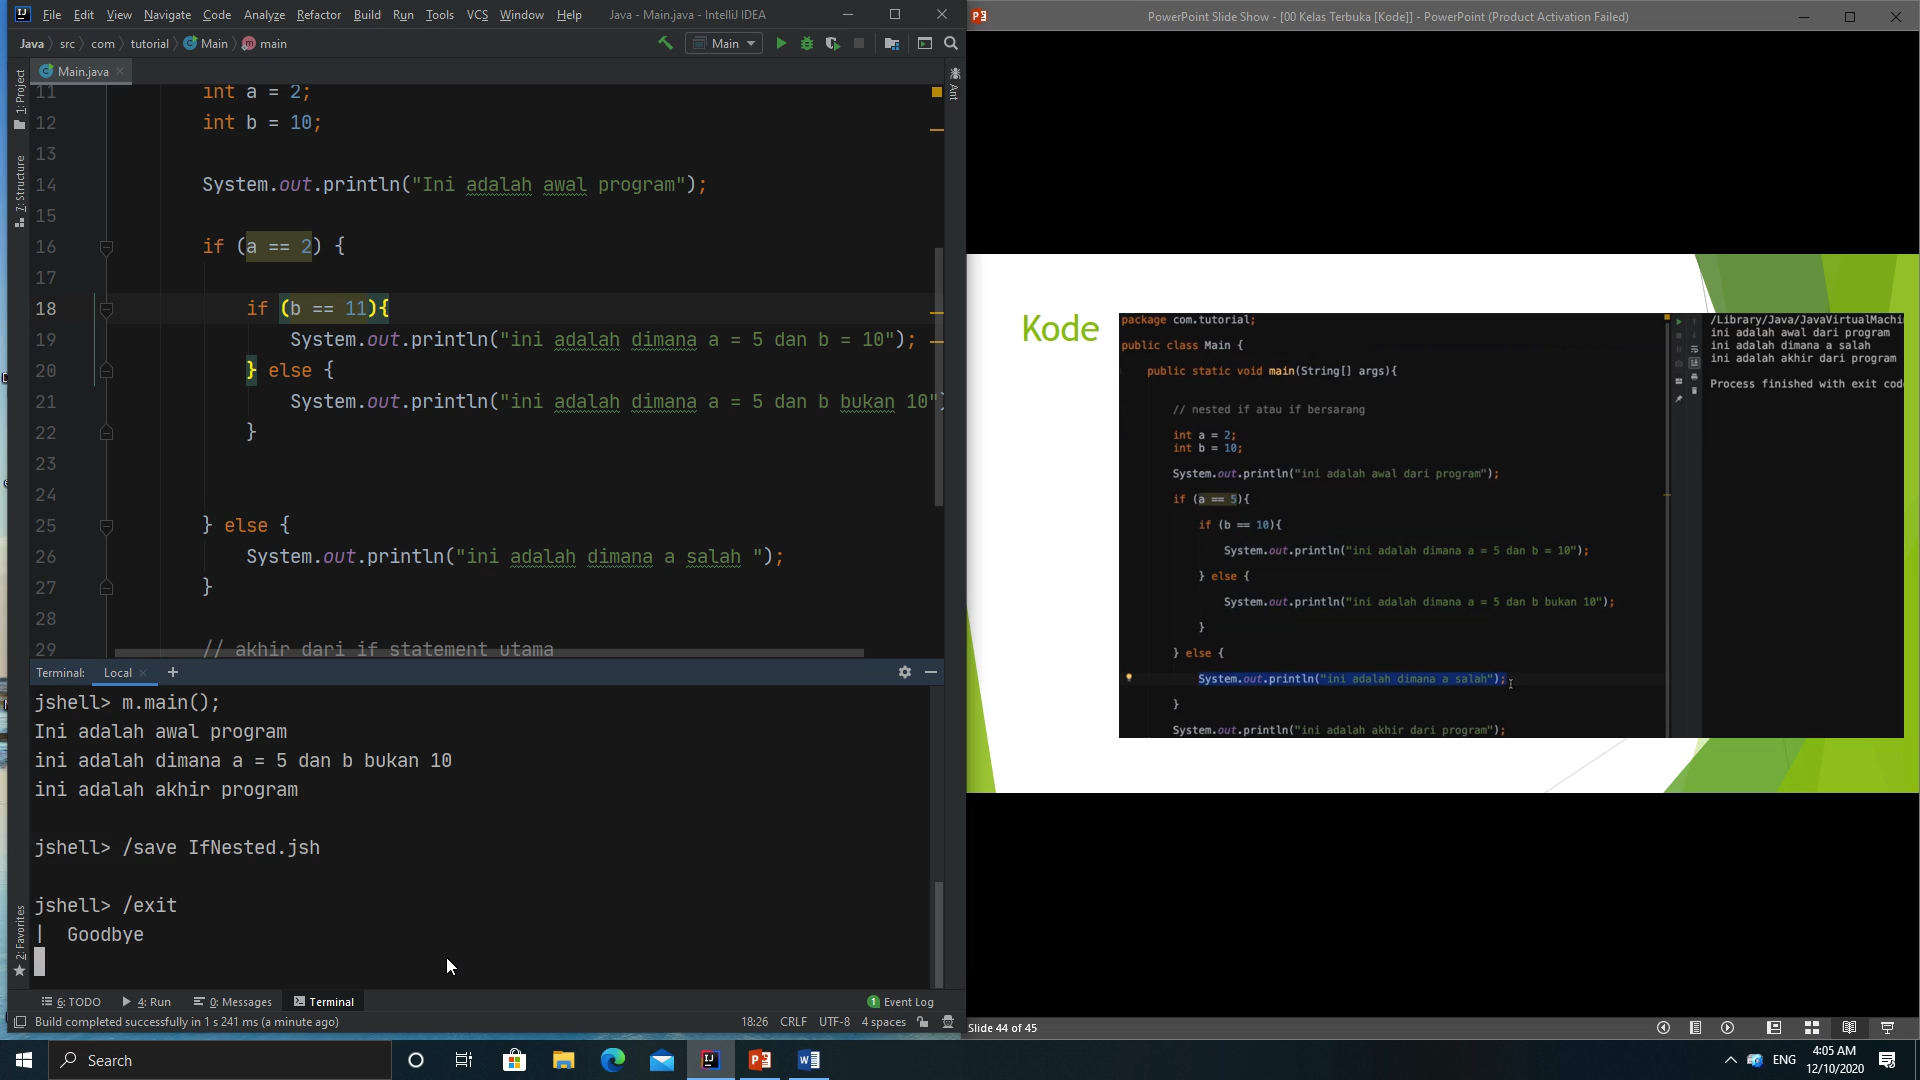 File Edit View Navigate Code Analyze Refactor Build Run Tools VCS Window Help Java - Main.java - IntelliJ IDEA
Java src com tutorial Main main
Main
Main.java
1: Project
7: Structure
2: Favorites
Ant
11 int a = 2;
12 int b = 10;
13
14 System.out.println("Ini adalah awal program");
15
16 if (a == 2) {
17
18 if (b == 11){
19 System.out.println("ini adalah dimana a = 5 dan b = 10");
20 } else {
21 System.out.println("ini adalah dimana a = 5 dan b bukan 10")
22 }
23
24
25 } else {
26 System.out.println("ini adalah dimana a salah ");
27 }
28
29 // akhir dari if statement utama
Terminal: Local +
jshell> m.main();
Ini adalah awal program
ini adalah dimana a = 5 dan b bukan 10
ini adalah akhir program
jshell> /save IfNested.jsh
jshell> /exit
| Goodbye
6: TODO 4: Run 0: Messages Terminal 1 Event Log
Build completed successfully in 1 s 241 ms (a minute ago) 18:26 CRLF UTF-8 4 spaces
PowerPoint Slide Show - [00 Kelas Terbuka [Kode]] - PowerPoint (Product Activation Failed)
Kode
package com.tutorial;
public class Main {
public static void main(String[] args){
// nested if atau if bersarang
int a = 2;
int b = 10;
System.out.println("ini adalah awal dari program");
if (a == 5){
if (b == 10){
System.out.println("ini adalah dimana a = 5 dan b = 10");
} else {
System.out.println("ini adalah dimana a = 5 dan b bukan 10");
}
} else {
System.out.println("ini adalah dimana a salah");
}
System.out.println("ini adalah akhir dari program");
/Library/Java/JavaVirtualMachi
ini adalah awal dari program
ini adalah dimana a salah
ini adalah akhir dari program
Process finished with exit cod
Slide 44 of 45
Search
ENG
4:05 AM
12/10/2020